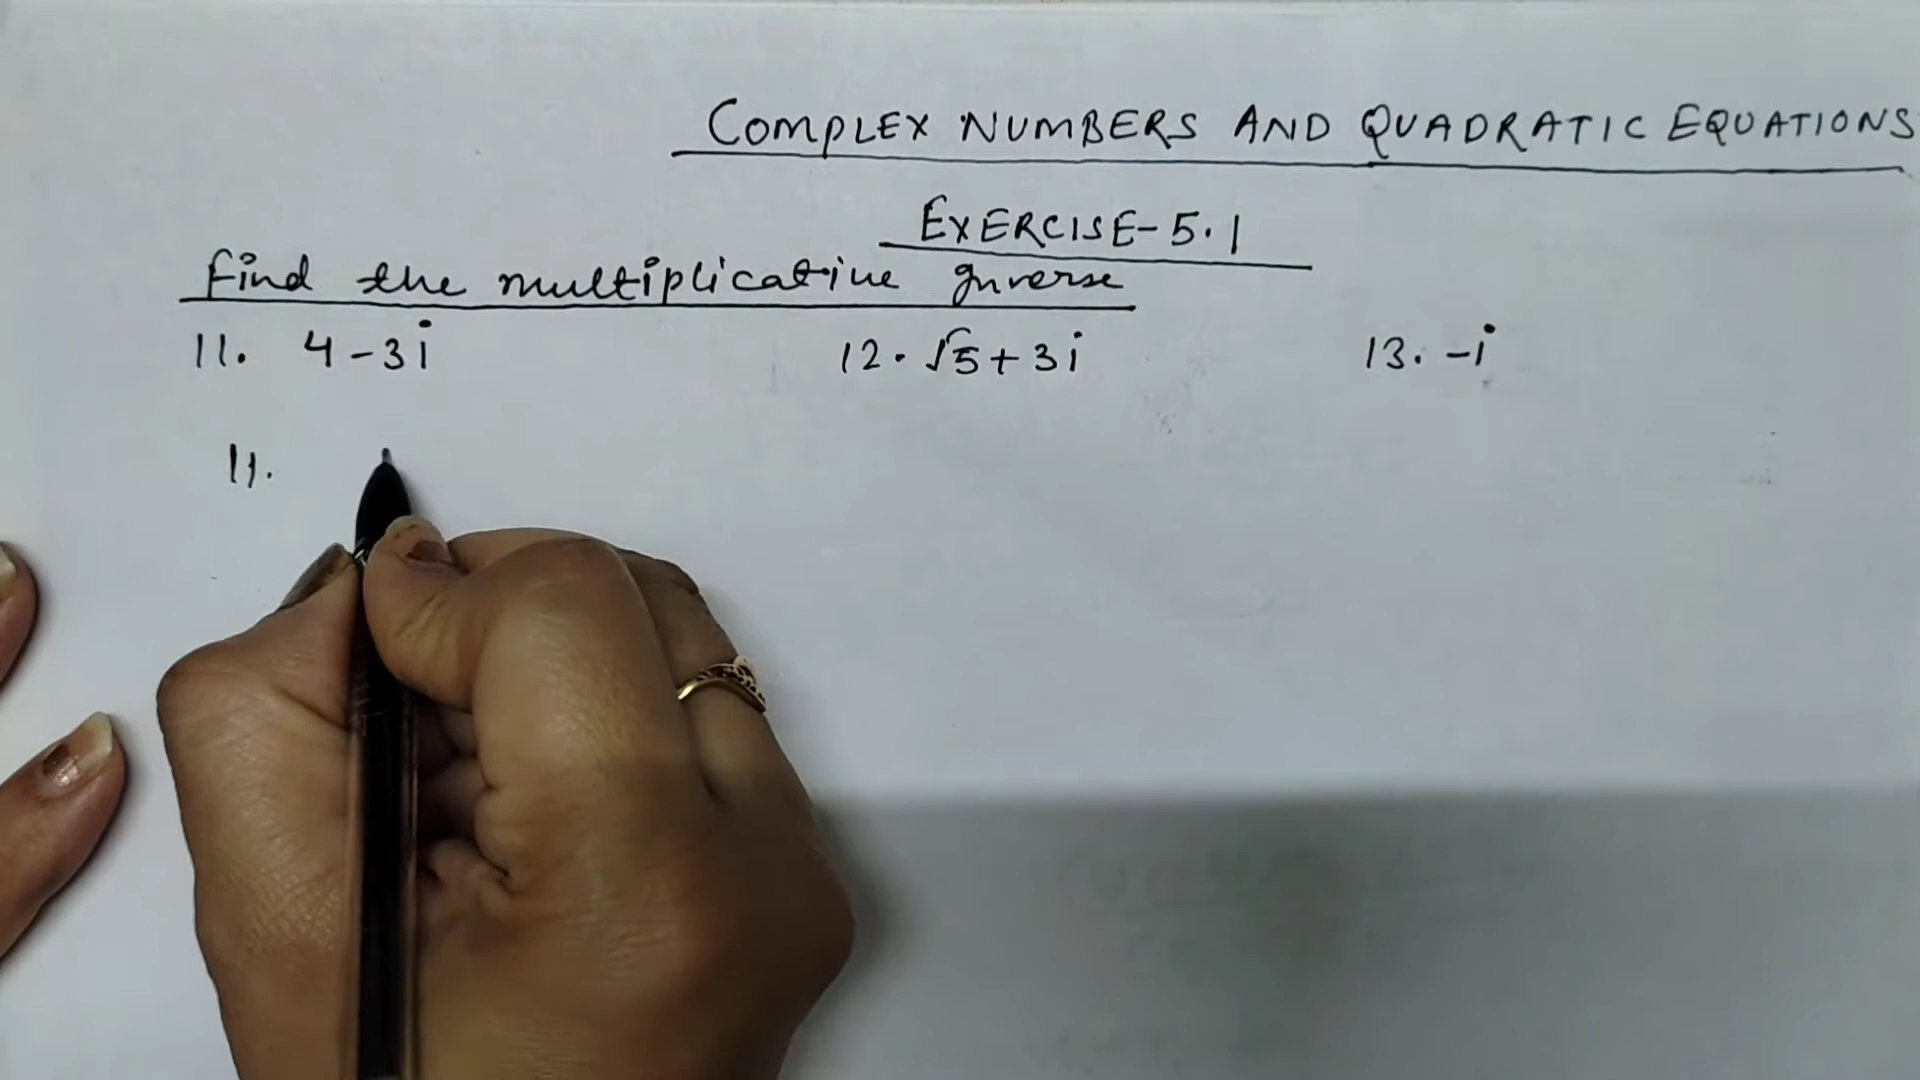 COMPLEX NUMBERS AND QUADRATIC EQUATIONS
EXERCISE-5.1
Find the multiplicative Inverse
11. 4-3i 12. √5+3i 13. -i
11.